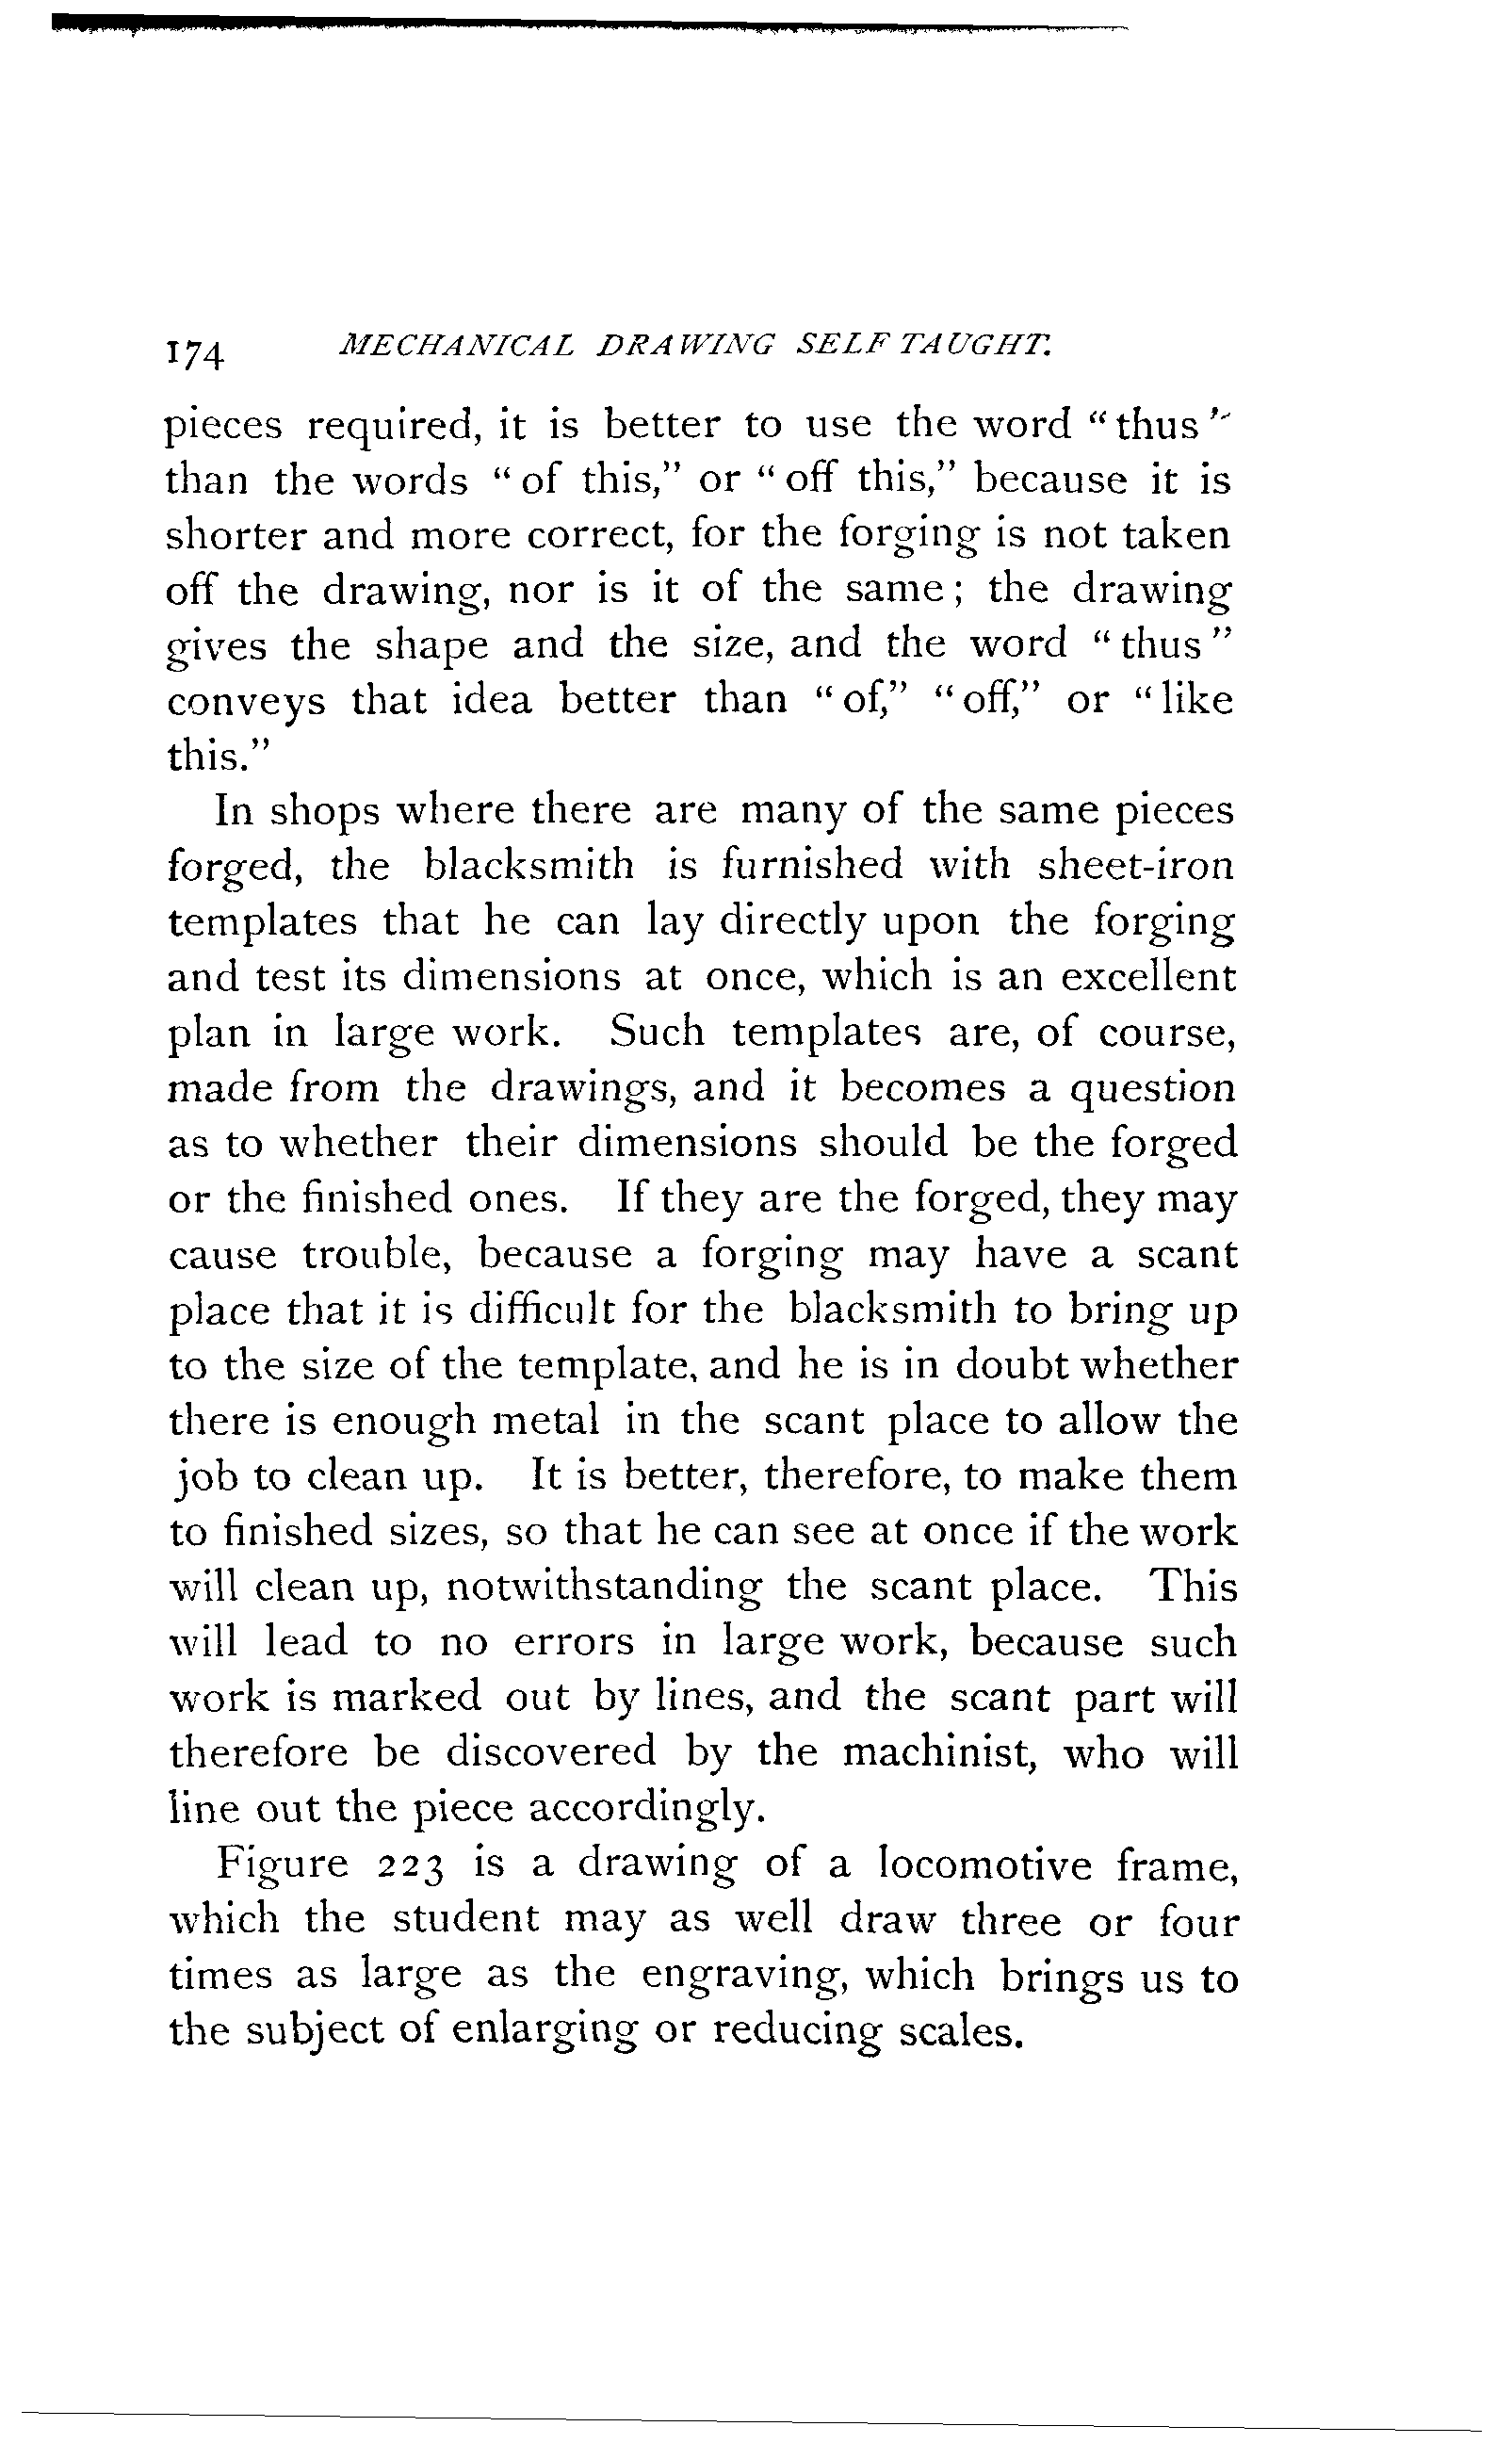 174 MECHANICAL DRAWING SELF TAUGHT.
pieces required, it is better to use the word “thus”
than the words “of this,” or “off this,” because it is
shorter and more correct, for the forging is not taken
off the drawing, nor is it of the same; the drawing
gives the shape and the size, and the word “thus”
conveys that idea better than “of,” “off,” or “like
this.”
In shops where there are many of the same pieces
forged, the blacksmith is furnished with sheet-iron
templates that he can lay directly upon the forging
and test its dimensions at once, which is an excellent
plan in large work. Such templates are, of course,
made from the drawings, and it becomes a question
as to whether their dimensions should be the forged
or the finished ones. If they are the forged, they may
cause trouble, because a forging may have a scant
place that it is difficult for the blacksmith to bring up
to the size of the template, and he is in doubt whether
there is enough metal in the scant place to allow the
job to clean up. It is better, therefore, to make them
to finished sizes, so that he can see at once if the work
will clean up, notwithstanding the scant place. This
will lead to no errors in large work, because such
work is marked out by lines, and the scant part will
therefore be discovered by the machinist, who will
line out the piece accordingly.
Figure 223 is a drawing of a locomotive frame,
which the student may as well draw three or four
times as large as the engraving, which brings us to
the subject of enlarging or reducing scales.